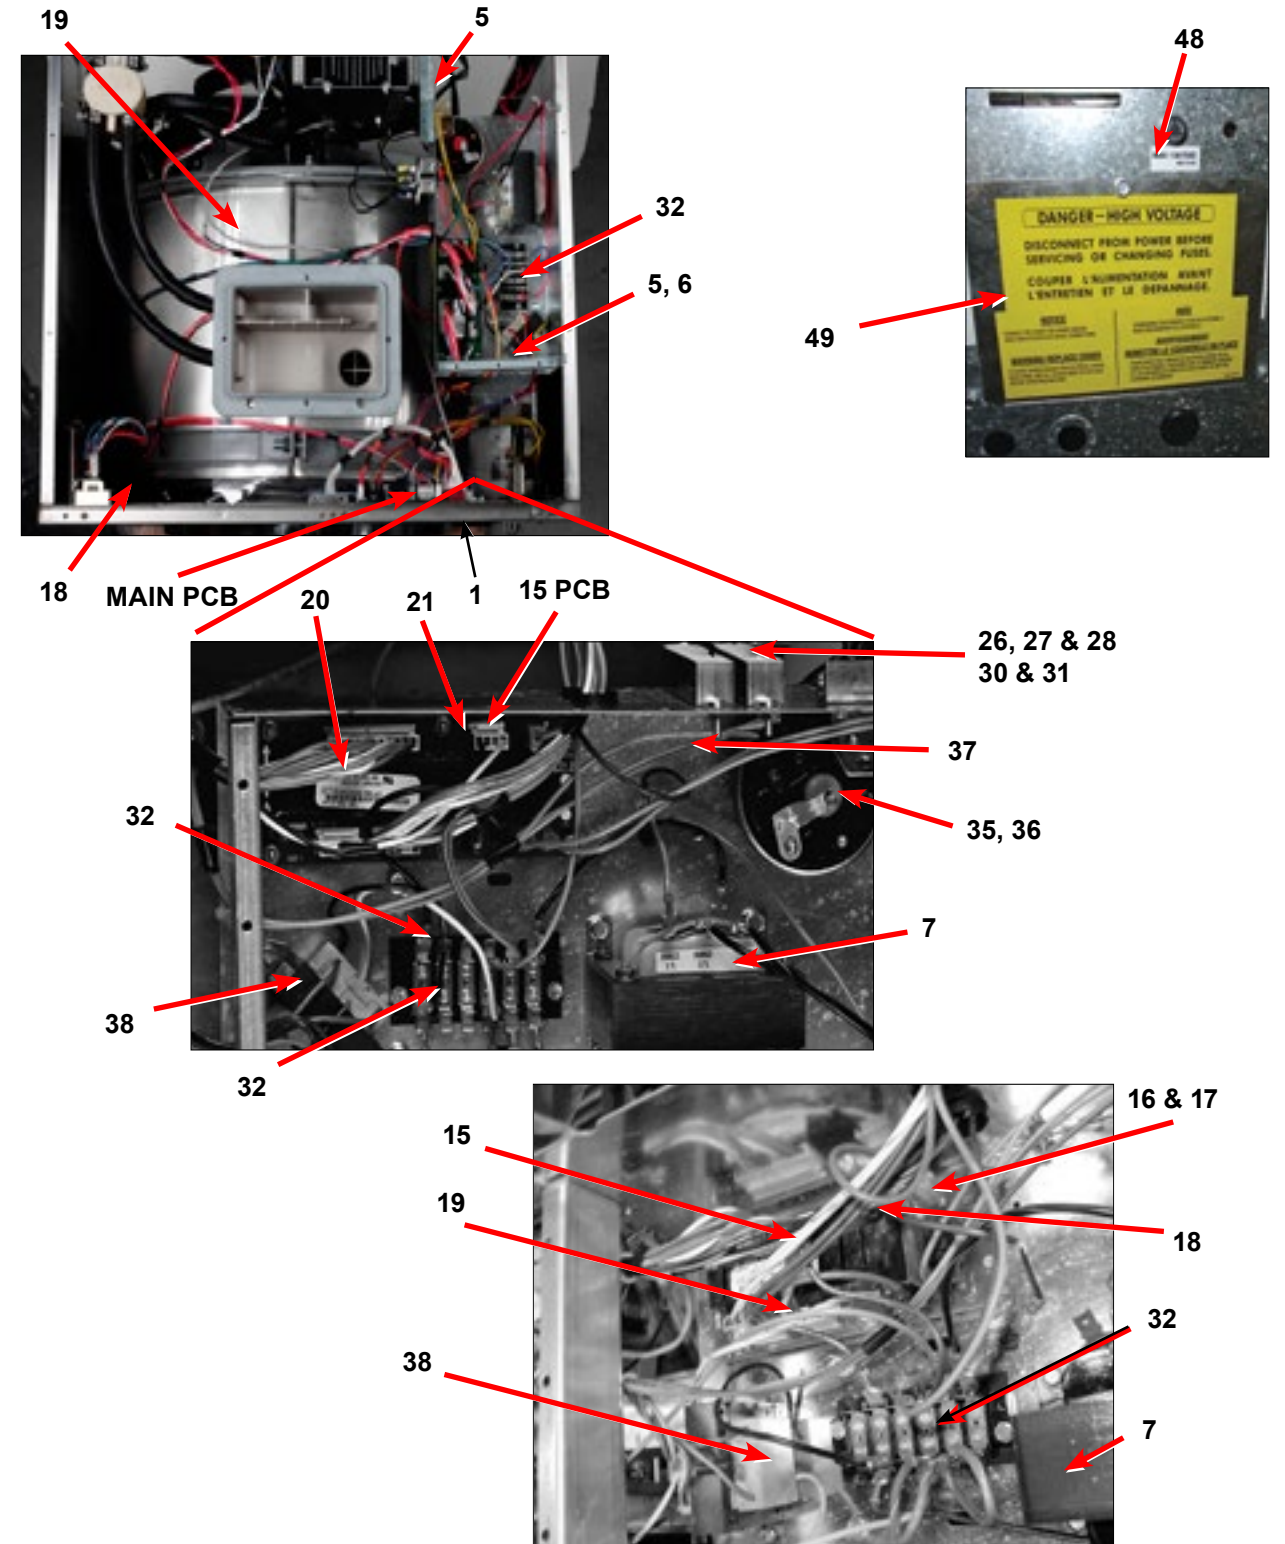 19
5
48
32
5, 6
49
DANGER-HIGH VOLTAGE
DISCONNECT FROM POWER BEFORE
SERVICING OR CHANGING FUSES.
COUPER L'ALIMENTATION AVANT
L'ENTRETIEN ET LE DEPANNAGE.
NOTICE
18
MAIN PCB
1
15 PCB
20
21
26, 27 & 28
30 & 31
37
32
35, 36
7
38
32
16 & 17
15
19
18
32
38
7